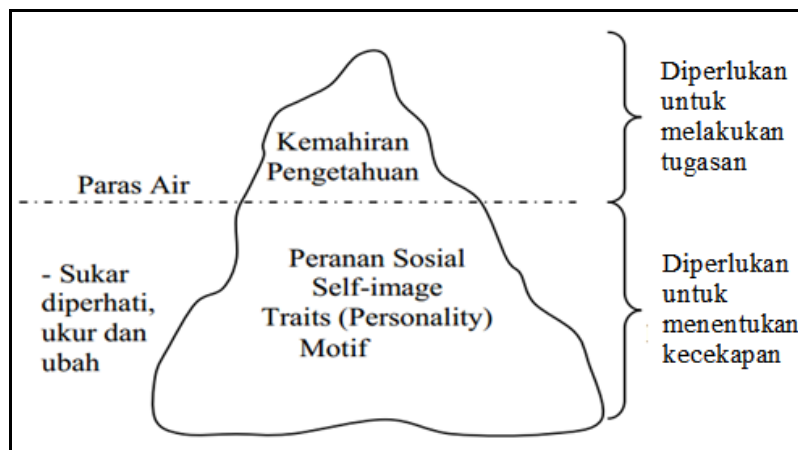 Kemahiran
Pengetahuan
Diperlukan
untuk
melakukan
tugasan
Paras Air
- Sukar
diperhati,
ukur dan
ubah
Peranan Sosial
Self-image
Traits (Personality)
Motif
Diperlukan
untuk
menentukan
kecekapan